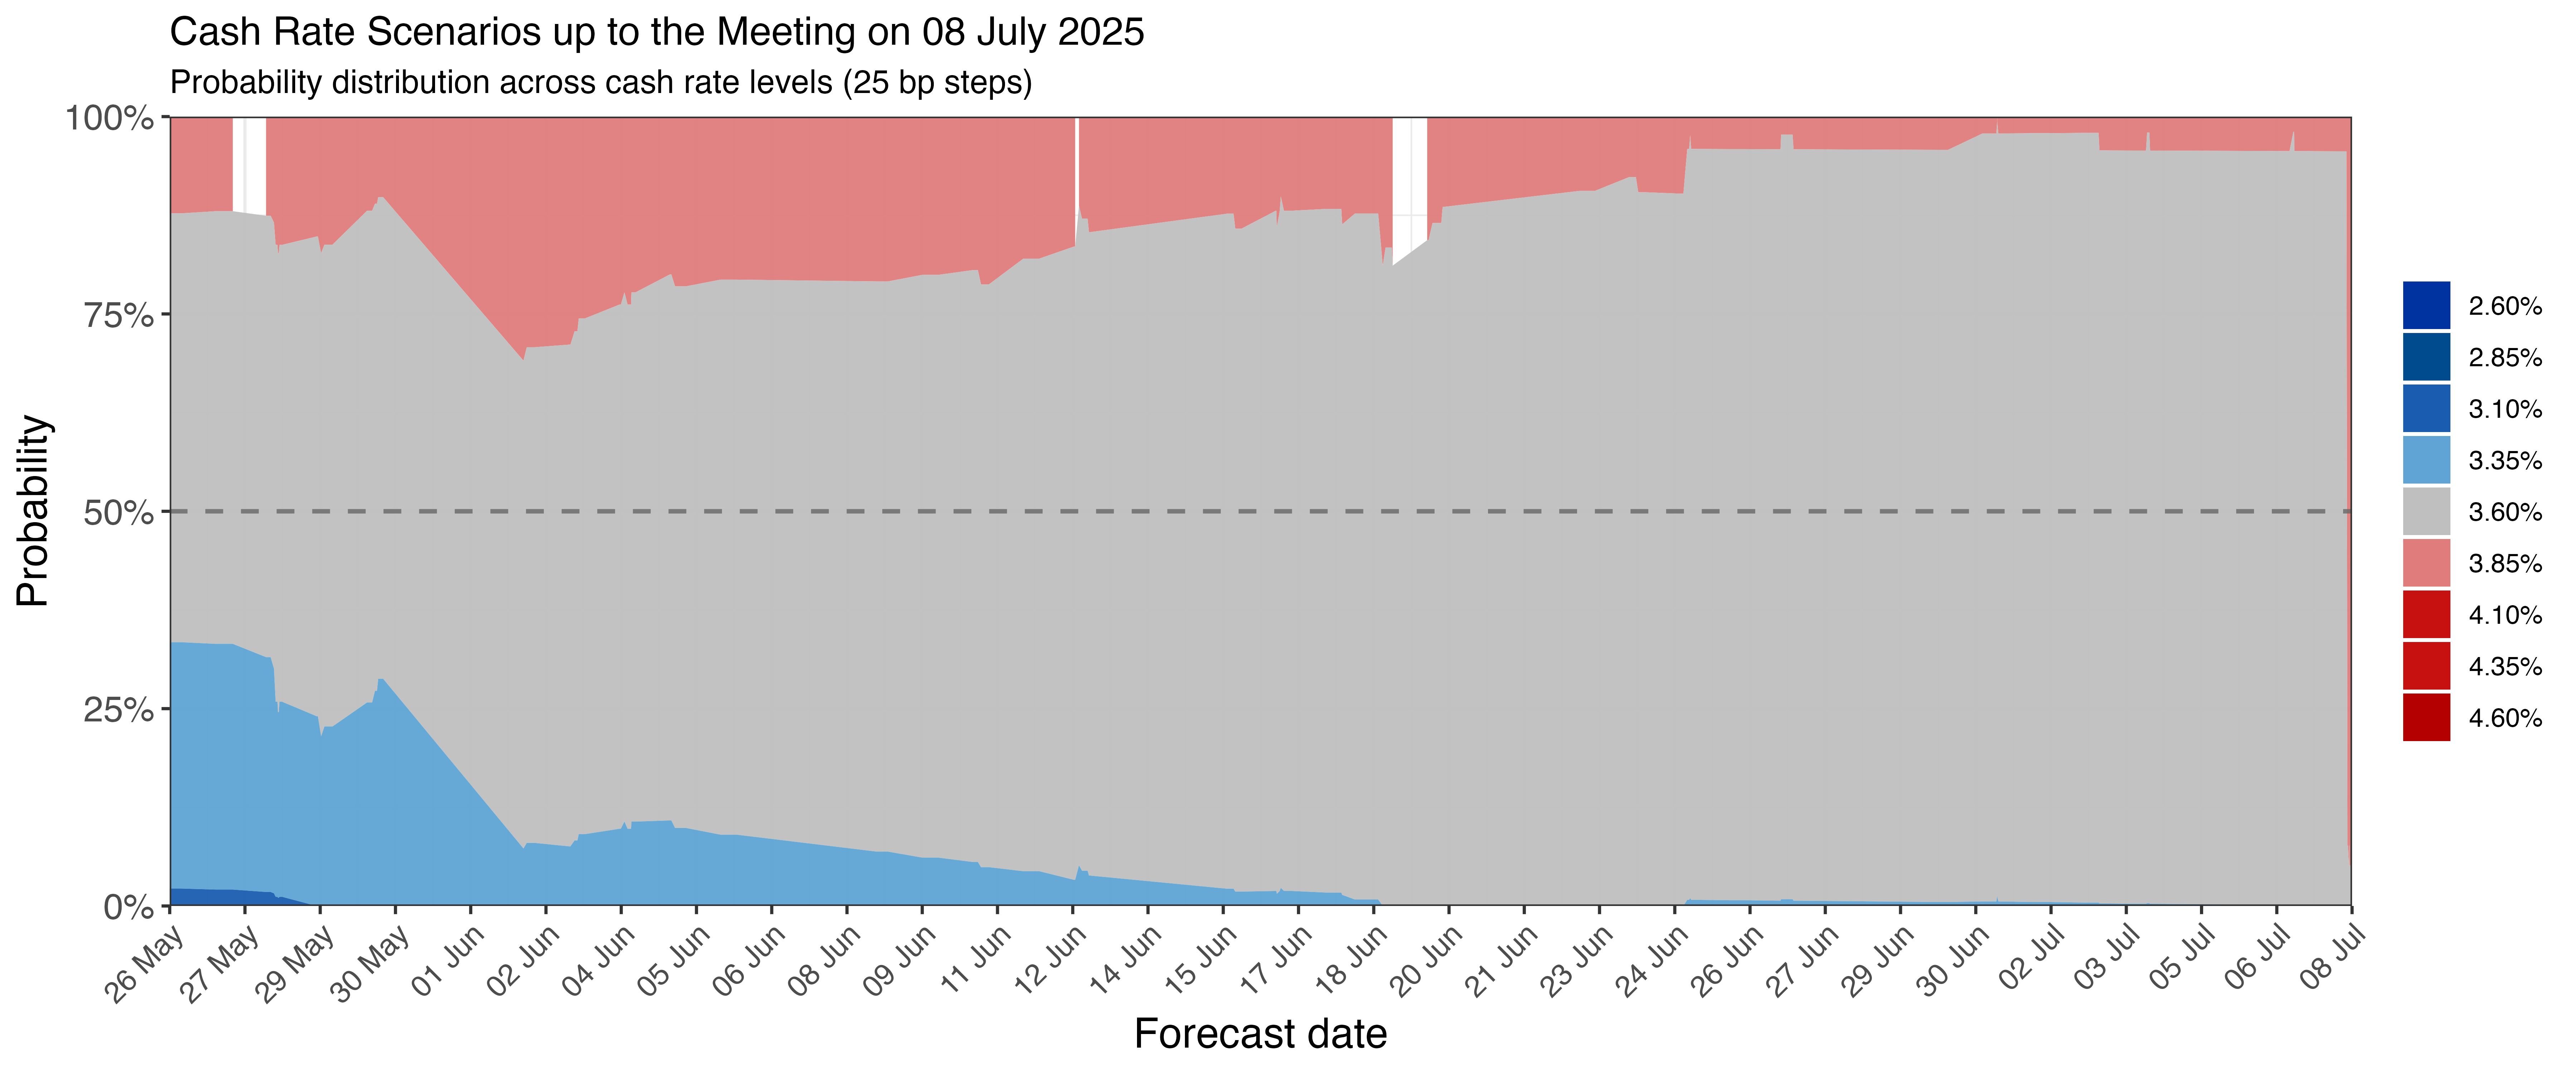 Cash Rate Scenarios up to the Meeting on 08 July 2025
Probability distribution across cash rate levels (25 bp steps)
Probability
100%
75%
50%
25%
0%
26 May
27 May
29 May
30 May
01 Jun
02 Jun
04 Jun
05 Jun
06 Jun
08 Jun
09 Jun
11 Jun
12 Jun
14 Jun
15 Jun
17 Jun
18 Jun
20 Jun
21 Jun
23 Jun
24 Jun
26 Jun
27 Jun
29 Jun
30 Jun
02 Jul
03 Jul
05 Jul
06 Jul
08 Jul
Forecast date
2.60%
2.85%
3.10%
3.35%
3.60%
3.85%
4.10%
4.35%
4.60%